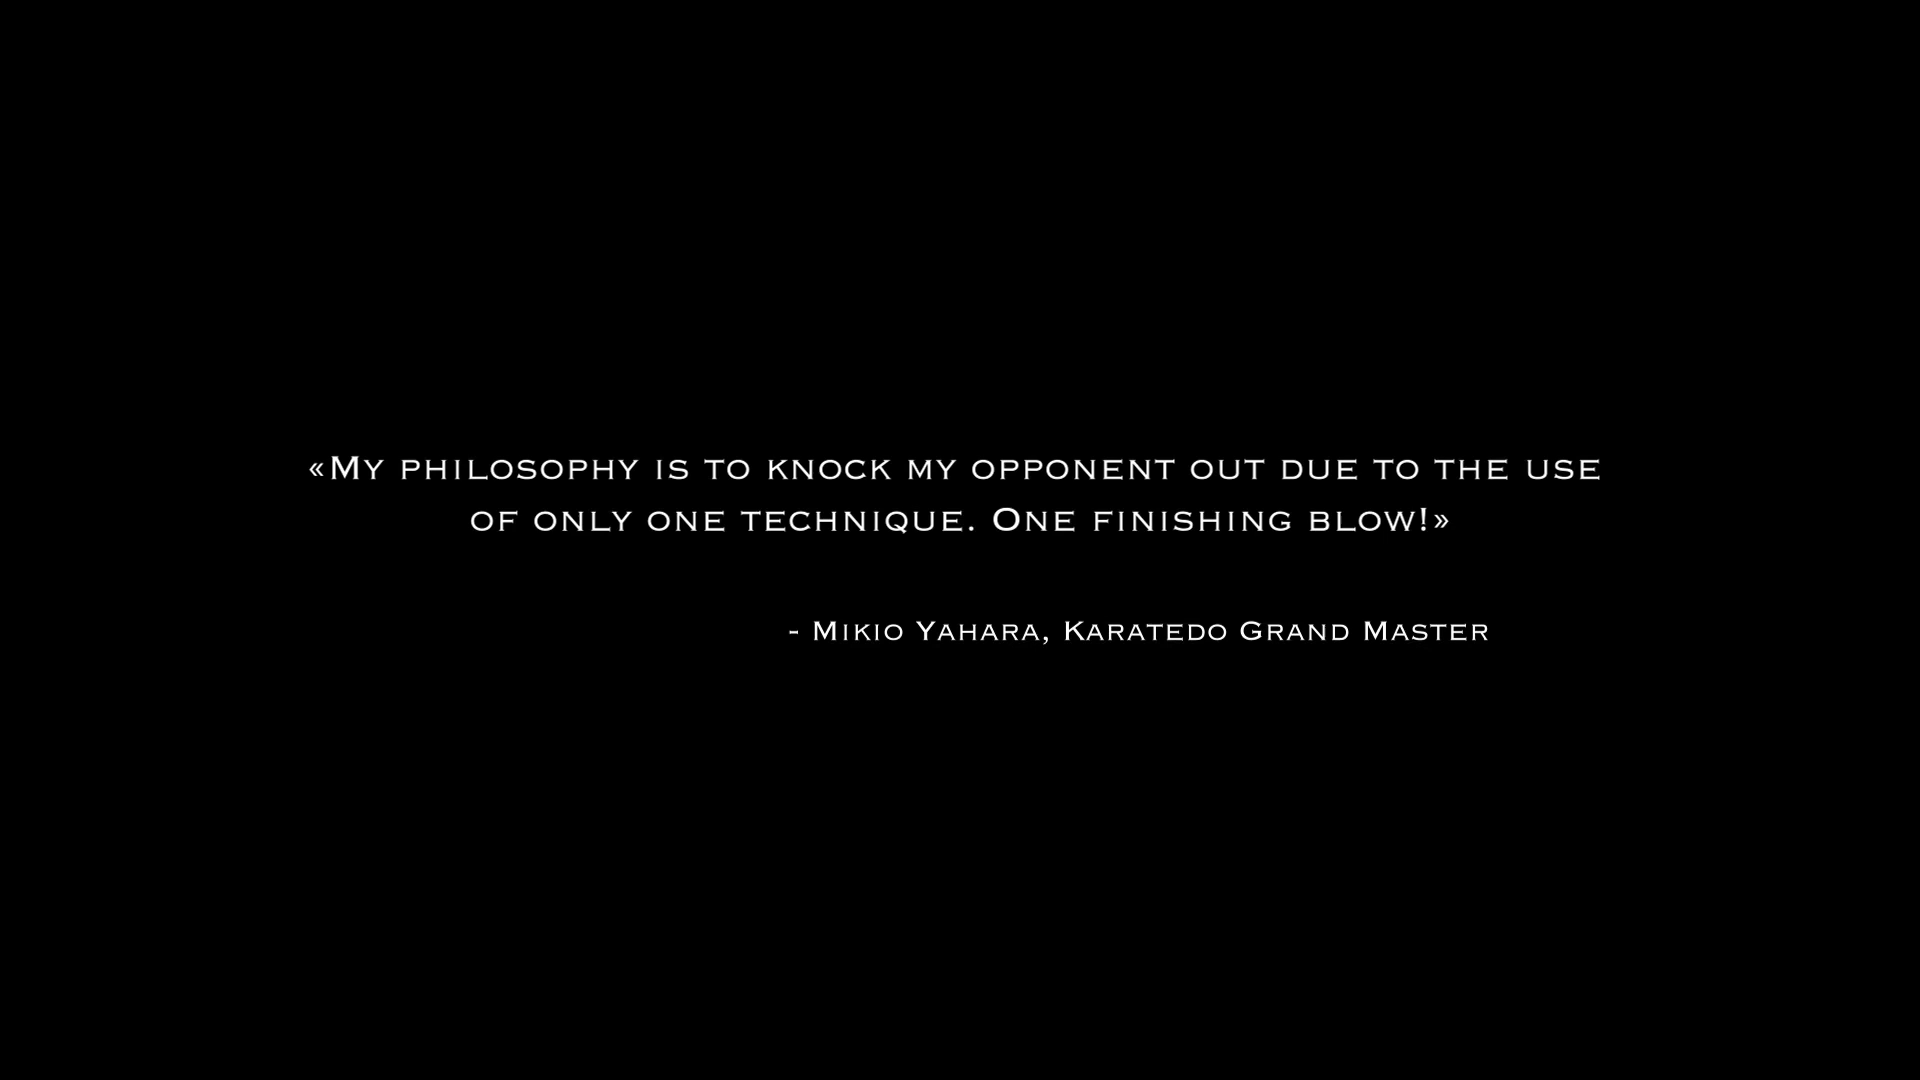 «My philosophy is to knock my opponent out due to the use
of only one technique. One finishing blow!»
- Mikio Yahara, Karatedo Grand Master